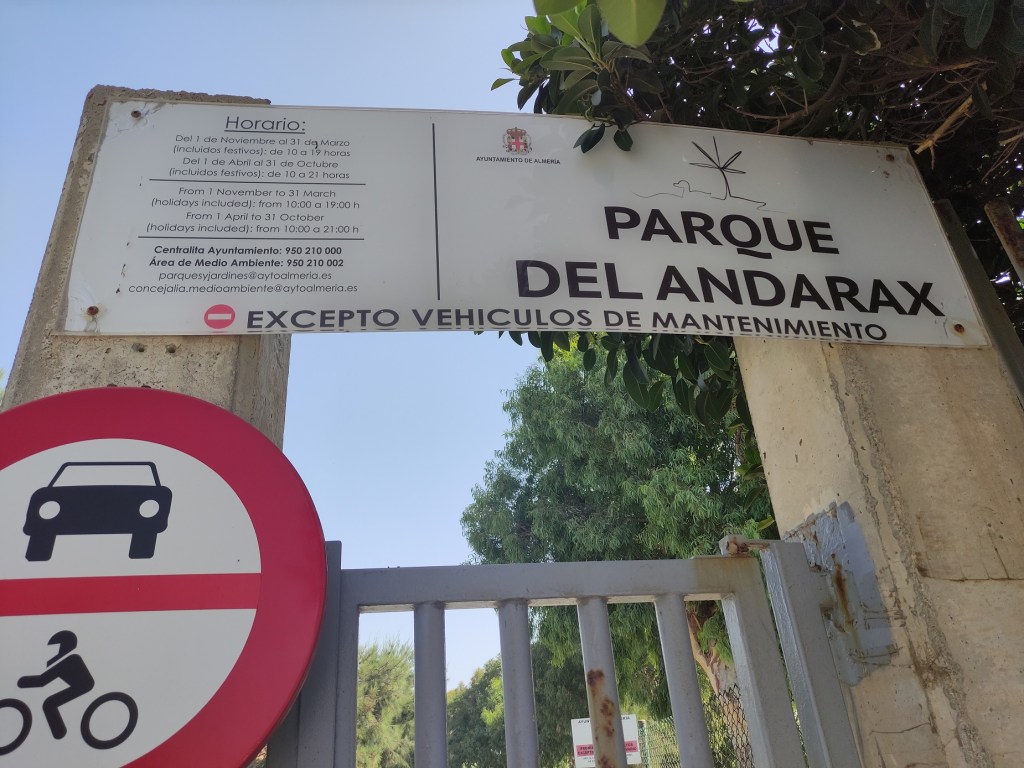 Horario:
Del 1 de Noviembre al 31 de Marzo
(incluidos festivos): de 10 a 19 horas
Del 1 de Abril al 31 de Octubre
(incluidos festivos): de 10 a 21 horas
From 1 November to 31 March
(holidays included): from 10:00 a 19:00 h
From 1 April to 31 October
(holidays included): from 10:00 a 21:00 h
Centralita Ayuntamiento: 950 210 000
Área de Medio Ambiente: 950 210 002
parquesyjardines@aytoalmeria.es
concejalia.medioambiente@aytoalmeria.es
AYUNTAMIENTO DE ALMERÍA
PARQUE
DEL ANDARAX
EXCEPTO VEHICULOS DE MANTENIMIENTO